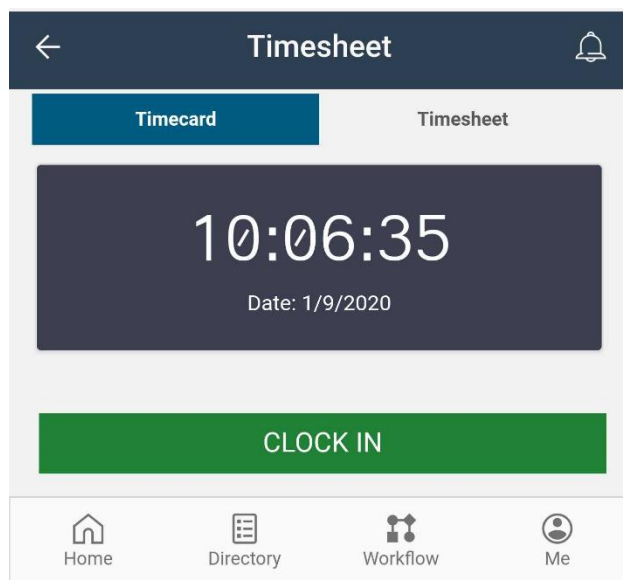 Timesheet
Timecard Timesheet
10:06:35
Date: 1/9/2020
CLOCK IN
Home Directory Workflow Me